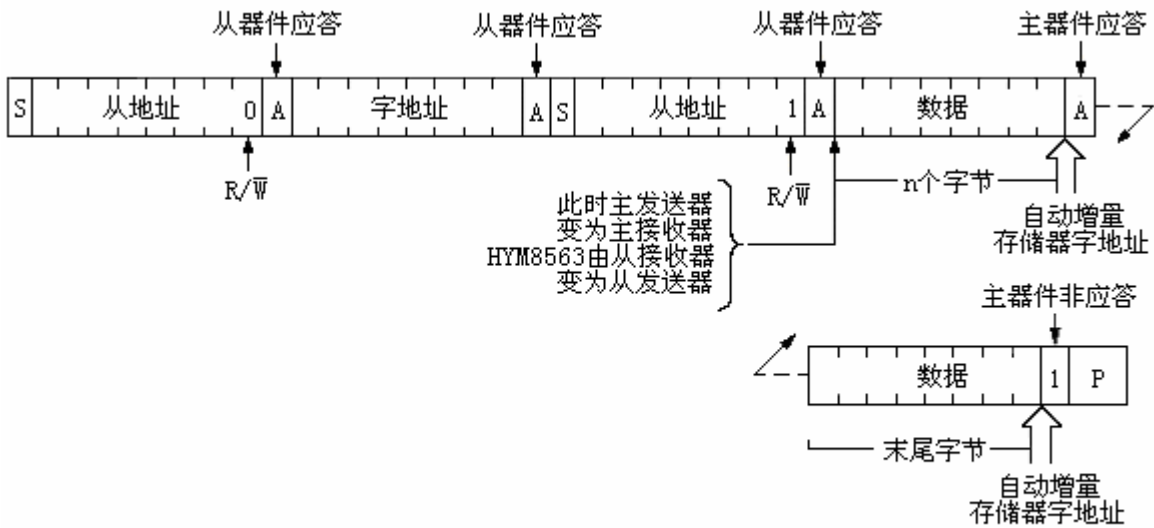 从器件应答 从器件应答 从器件应答 主器件应答
S 从地址 0 A 字地址 A S 从地址 1 A 数据 A
R/W̅ R/W̅ n个字节
此时主发送器
变为主接收器
HYM8563由从接收器
变为从发送器
自动增量
存储器字地址
主器件非应答
数据 1 P
末尾字节
自动增量
存储器字地址